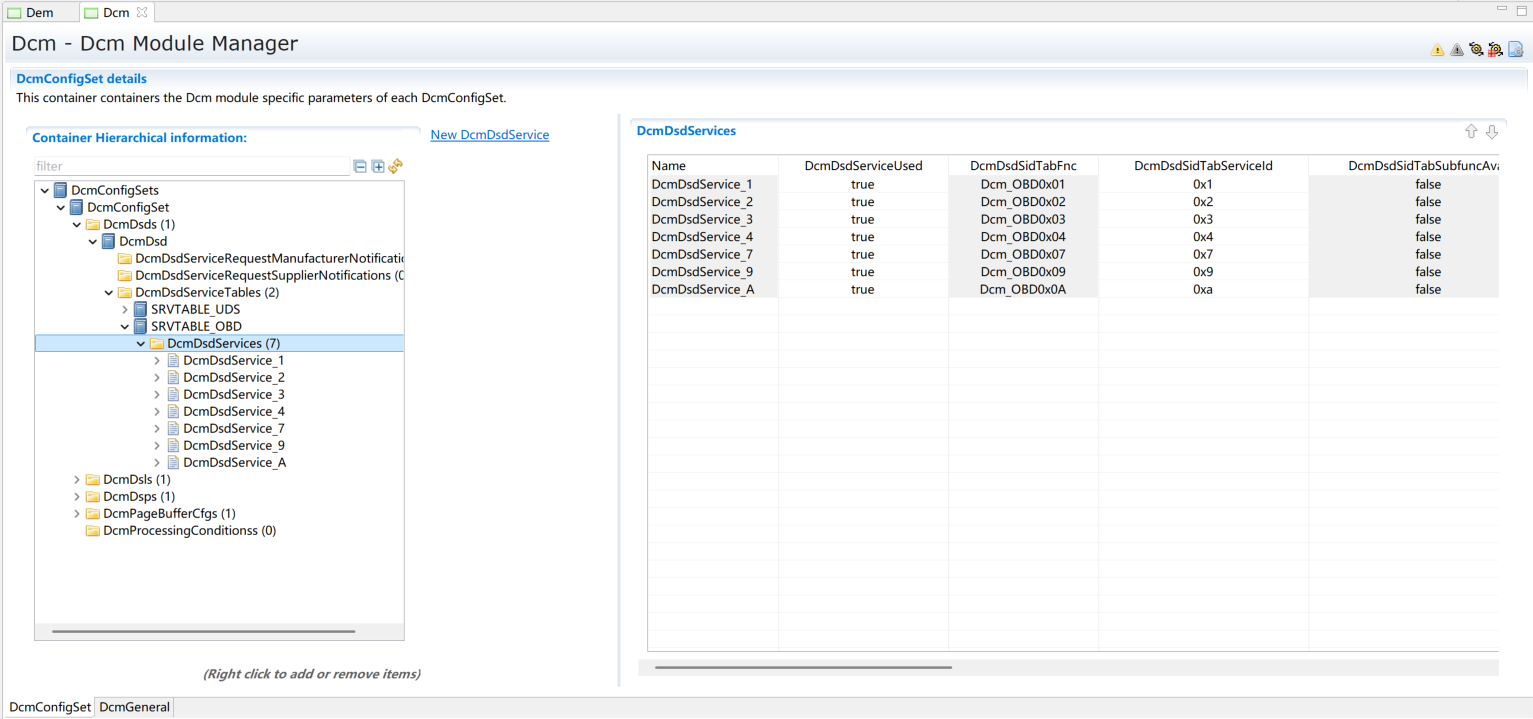 Dem
Dcm
Dcm - Dcm Module Manager
DcmConfigSet details
This container containers the Dcm module specific parameters of each DcmConfigSet.
Container Hierarchical information:
New DcmDsdService
filter
DcmConfigSets
DcmConfigSet
DcmDsds (1)
DcmDsd
DcmDsdServiceRequestManufacturerNotificatic
DcmDsdServiceRequestSupplierNotifications (0
DcmDsdServiceTables (2)
SRVTABLE_UDS
SRVTABLE_OBD
DcmDsdServices (7)
DcmDsdService_1
DcmDsdService_2
DcmDsdService_3
DcmDsdService_4
DcmDsdService_7
DcmDsdService_9
DcmDsdService_A
DcmDsls (1)
DcmDsps (1)
DcmPageBufferCfgs (1)
DcmProcessingConditionss (0)
(Right click to add or remove items)
DcmDsdServices
Name DcmDsdServiceUsed DcmDsdSidTabFnc DcmDsdSidTabServiceId DcmDsdSidTabSubfuncAva
DcmDsdService_1 true Dcm_OBD0x01 0x1 false
DcmDsdService_2 true Dcm_OBD0x02 0x2 false
DcmDsdService_3 true Dcm_OBD0x03 0x3 false
DcmDsdService_4 true Dcm_OBD0x04 0x4 false
DcmDsdService_7 true Dcm_OBD0x07 0x7 false
DcmDsdService_9 true Dcm_OBD0x09 0x9 false
DcmDsdService_A true Dcm_OBD0x0A 0xa false
DcmConfigSet DcmGeneral